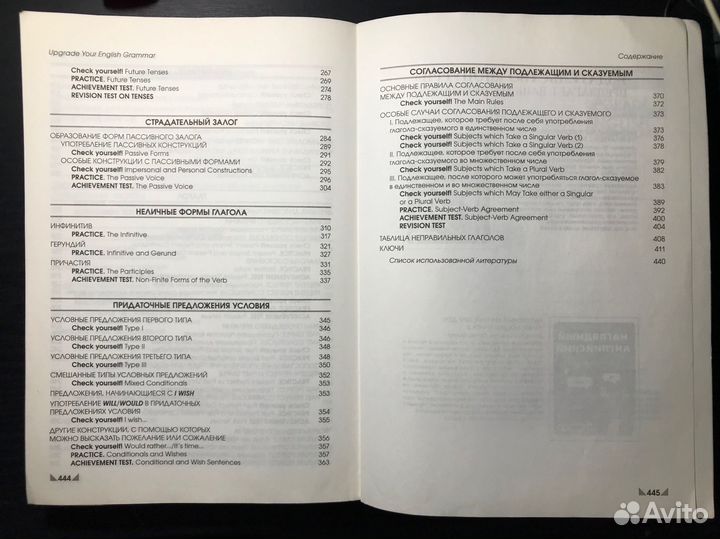 Upgrade Your English Grammar
Check yourself! Future Tenses 267
PRACTICE. Future Tenses 269
ACHIEVEMENT TEST. Future Tenses 274
REVISION TEST ON TENSES 278
СТРАДАТЕЛЬНЫЙ ЗАЛОГ
ОБРАЗОВАНИЕ ФОРМ ПАССИВНОГО ЗАЛОГА 284
УПОТРЕБЛЕНИЕ ПАССИВНЫХ КОНСТРУКЦИЙ 289
Check yourself! Passive Forms 291
ОСОБЫЕ КОНСТРУКЦИИ С ПАССИВНЫМИ ФОРМАМИ 292
Check yourself! Impersonal and Personal Constructions 295
PRACTICE. The Passive Voice 296
ACHIEVEMENT TEST. The Passive Voice 304
НЕЛИЧНЫЕ ФОРМЫ ГЛАГОЛА
ИНФИНИТИВ 310
PRACTICE. The Infinitive 317
ГЕРУНДИЙ 321
PRACTICE. Infinitive and Gerund 327
ПРИЧАСТИЯ 331
PRACTICE. The Participles 335
ACHIEVEMENT TEST. Non-Finite Forms of the Verb 337
ПРИДАТОЧНЫЕ ПРЕДЛОЖЕНИЯ УСЛОВИЯ
УСЛОВНЫЕ ПРЕДЛОЖЕНИЯ ПЕРВОГО ТИПА 345
Check yourself! Type I 346
УСЛОВНЫЕ ПРЕДЛОЖЕНИЯ ВТОРОГО ТИПА 346
Check yourself! Type II 348
УСЛОВНЫЕ ПРЕДЛОЖЕНИЯ ТРЕТЬЕГО ТИПА 348
Check yourself! Type III 350
СМЕШАННЫЕ ТИПЫ УСЛОВНЫХ ПРЕДЛОЖЕНИЙ 352
Check yourself! Mixed Conditionals 353
ПРЕДЛОЖЕНИЯ, НАЧИНАЮЩИЕСЯ С I WISH 353
УПОТРЕБЛЕНИЕ WILL/WOULD В ПРИДАТОЧНЫХ
ПРЕДЛОЖЕНИЯХ УСЛОВИЯ 354
Check yourself! I wish... 355
ДРУГИЕ КОНСТРУКЦИИ, С ПОМОЩЬЮ КОТОРЫХ
МОЖНО ВЫСКАЗАТЬ ПОЖЕЛАНИЕ ИЛИ СОЖАЛЕНИЕ 356
Check yourself! Would rather.../It's time... 357
PRACTICE. Conditionals and Wishes 357
ACHIEVEMENT TEST. Conditional and Wish Sentences 363
444
Содержание
СОГЛАСОВАНИЕ МЕЖДУ ПОДЛЕЖАЩИМ И СКАЗУЕМЫМ
ОСНОВНЫЕ ПРАВИЛА СОГЛАСОВАНИЯ
МЕЖДУ ПОДЛЕЖАЩИМ И СКАЗУЕМЫМ 370
Check yourself! The Main Rules 372
ОСОБЫЕ СЛУЧАИ СОГЛАСОВАНИЯ ПОДЛЕЖАЩЕГО И СКАЗУЕМОГО 373
I. Подлежащее, которое требует после себя употребления
глагола-сказуемого в единственном числе 373
Check yourself! Subjects which Take a Singular Verb (1) 376
Check yourself! Subjects which Take a Singular Verb (2) 378
II. Подлежащее, которое требует после себя употребления
глагола-сказуемого во множественном числе 379
Check yourself! Subjects which Take a Plural Verb 382
III. Подлежащее, после которого может употребляться глагол-сказуемое
в единственном и во множественном числе 383
Check yourself! Subjects which May Take either a Singular
or a Plural Verb 389
PRACTICE. Subject-Verb Agreement 392
ACHIEVEMENT TEST. Subject-Verb Agreement 400
REVISION TEST 404
ТАБЛИЦА НЕПРАВИЛЬНЫХ ГЛАГОЛОВ 408
КЛЮЧИ 411
Список использованной литературы 440
445
Avito